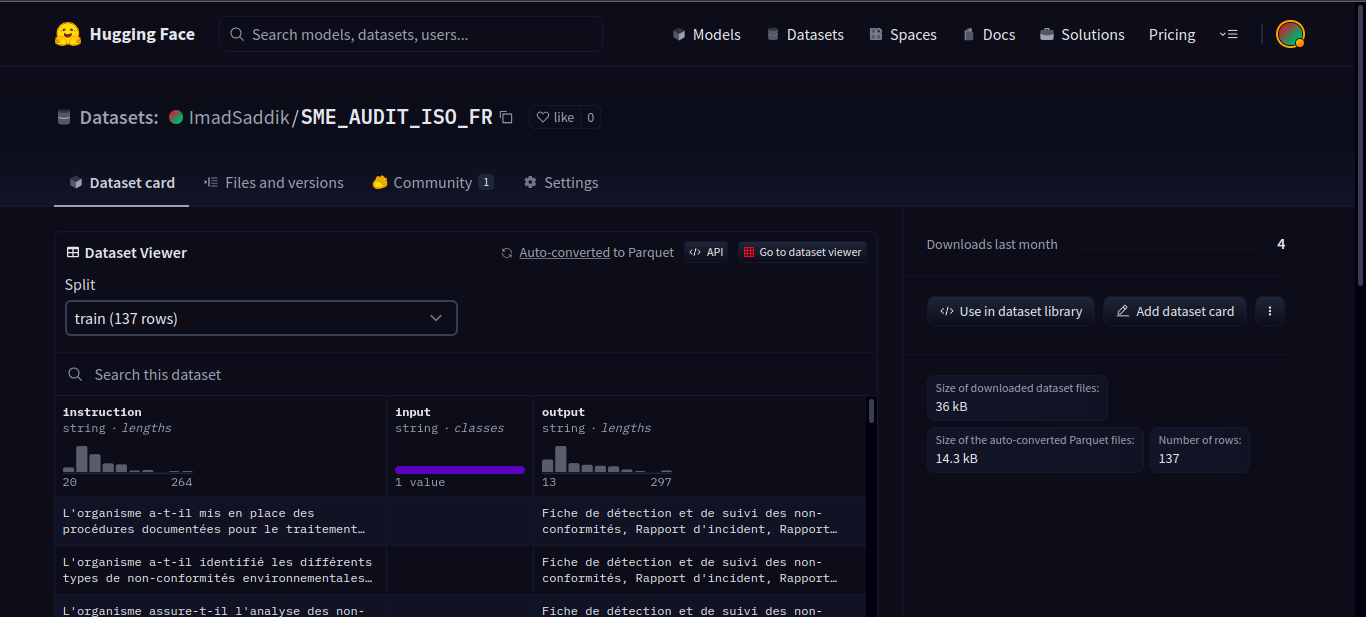 Hugging Face
Search models, datasets, users...
Models
Datasets
Spaces
Docs
Solutions
Pricing
Datasets: ImadSaddik/SME_AUDIT_ISO_FR
like 0
Dataset card
Files and versions
Community 1
Settings
Dataset Viewer
Auto-converted to Parquet
</> API
Go to dataset viewer
Split
train (137 rows)
Search this dataset
instruction
string · lengths
20 264
input
string · classes
1 value
output
string · lengths
13 297
L'organisme a-t-il mis en place des
procédures documentées pour le traitement…
Fiche de détection et de suivi des non-
conformités, Rapport d'incident, Rapport…
L'organisme a-t-il identifié les différents
types de non-conformités environnementales…
Fiche de détection et de suivi des non-
conformités, Rapport d'incident, Rapport…
L'organisme assure-t-il l'analyse des non-
Fiche de détection et de suivi des non-
Downloads last month
4
</> Use in dataset library
Add dataset card
Size of downloaded dataset files:
36 kB
Size of the auto-converted Parquet files:
14.3 kB
Number of rows:
137